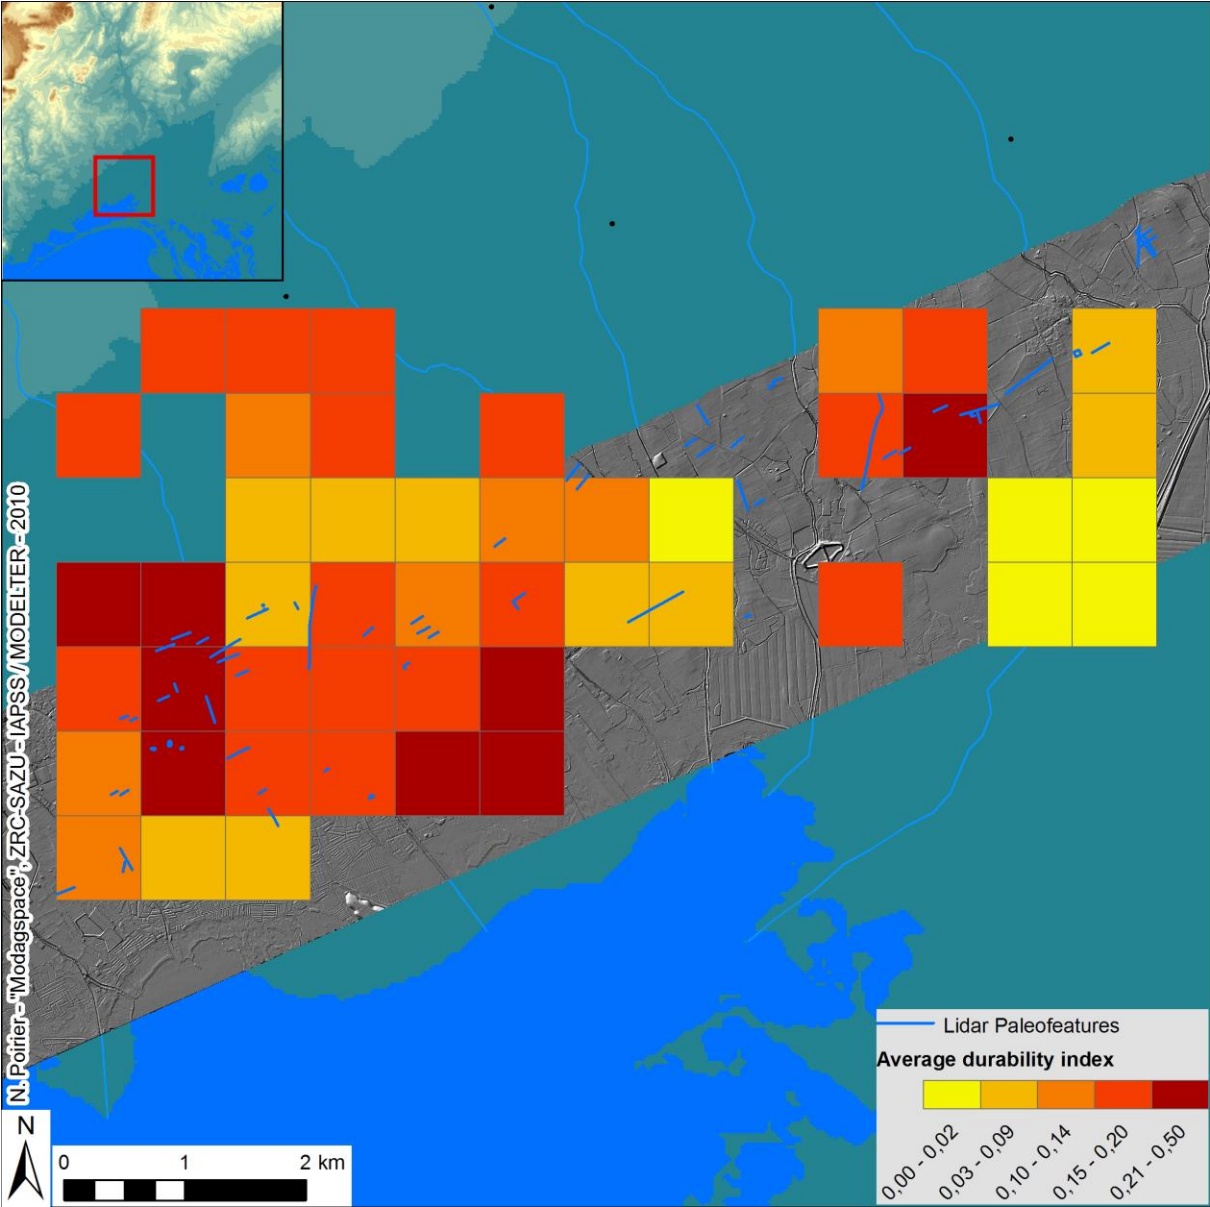 N. Poirier - "Modagspace", ZRC-SAZU - IAPSS / MODELTER - 2010
N
0 1 2 km
Lidar Paleofeatures
Average durability index
0,00 - 0,02
0,03 - 0,09
0,10 - 0,14
0,15 - 0,20
0,21 - 0,50